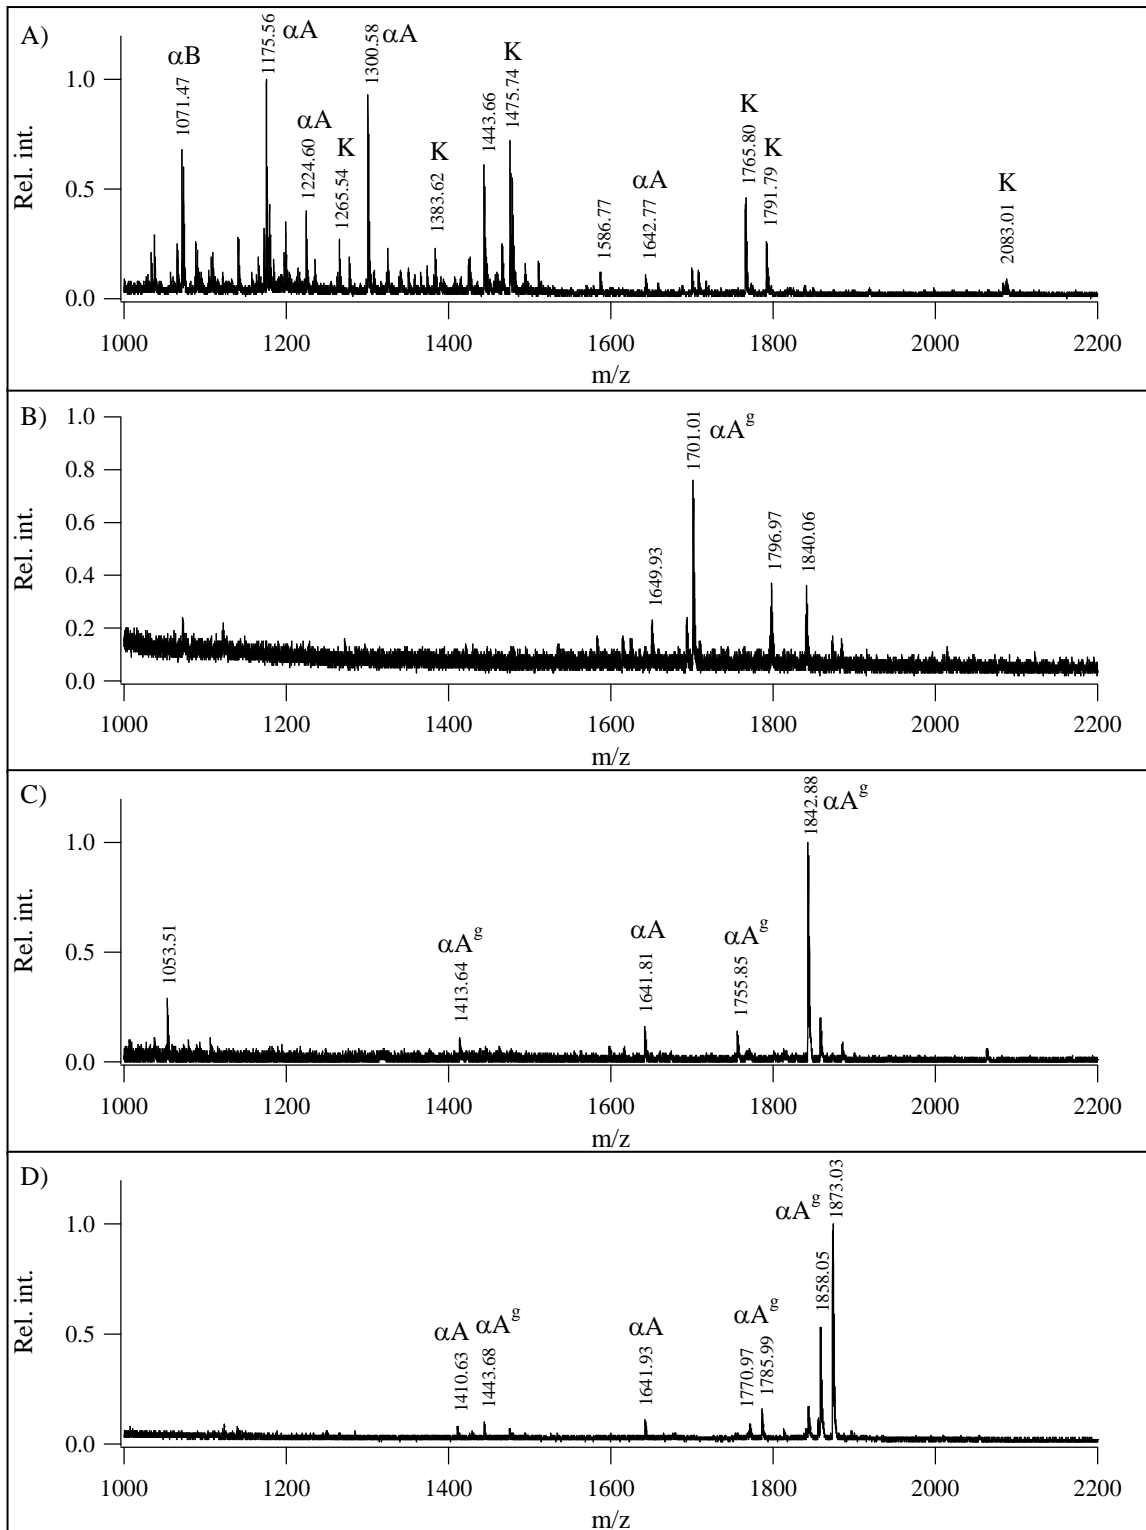 A)
Rel. int.
1.0
0.5
0.0
αB
1071.47
1175.56
αA
αA
1224.60
K
1265.54
1300.58
αA
K
1383.62
1443.66
K
1475.74
1586.77
αA
1642.77
K
1765.80
K
1791.79
K
2083.01
1000 1200 1400 1600 1800 2000 2200
m/z
B)
Rel. int.
1.0
0.8
0.6
0.4
0.2
0.0
1649.93
1701.01
αA^g
1796.97
1840.06
1000 1200 1400 1600 1800 2000 2200
m/z
C)
Rel. int.
1.0
0.5
0.0
1053.51
αA^g
1413.64
αA
1641.81
αA^g
1755.85
1842.88
αA^g
1000 1200 1400 1600 1800 2000 2200
m/z
D)
Rel. int.
1.0
0.5
0.0
αA
1410.63
αA^g
1443.68
αA
1641.93
αA^g
1770.97
1785.99
αA^g
1858.05
1873.03
1000 1200 1400 1600 1800 2000 2200
m/z